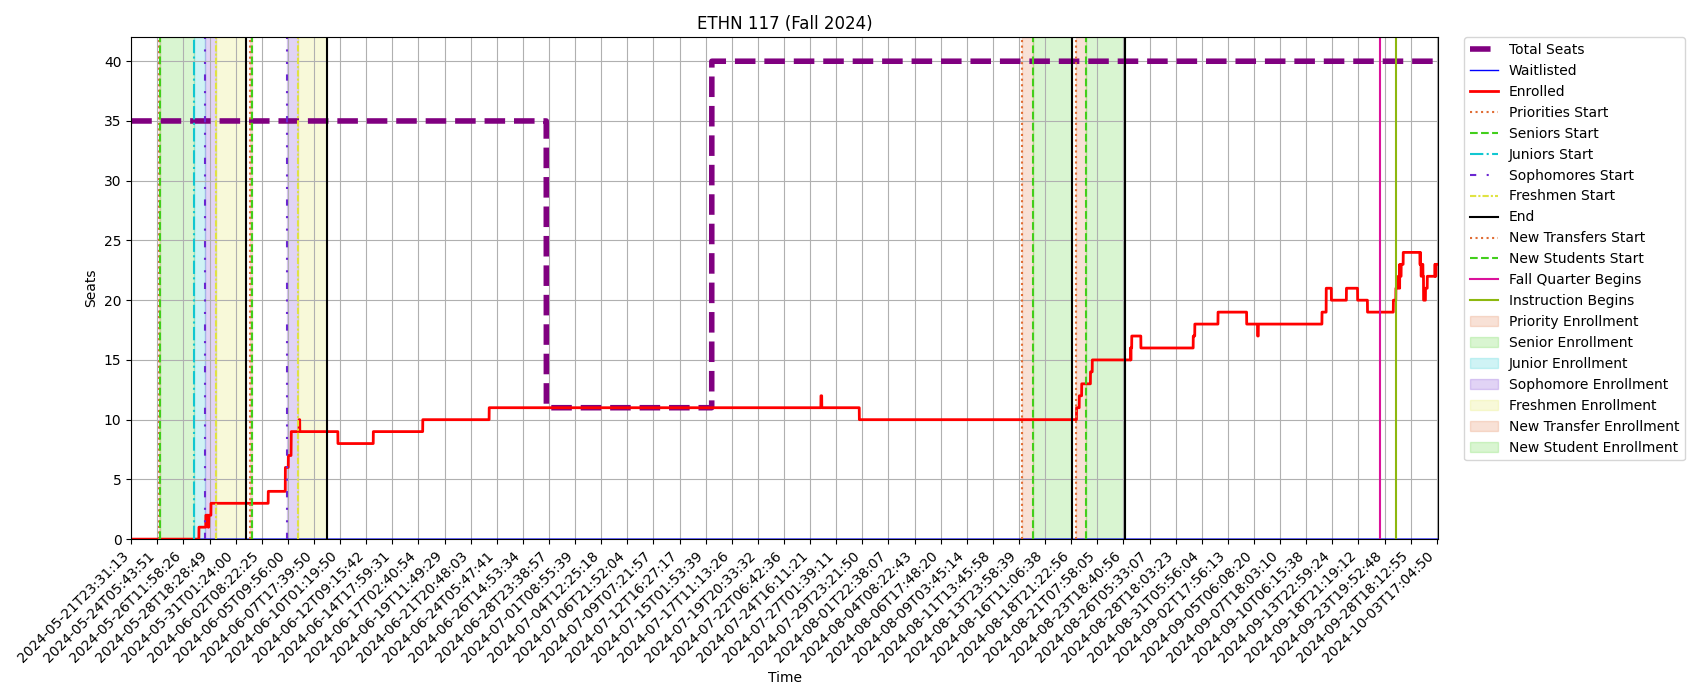 ETHN 117 (Fall 2024)
Seats
40
35
30
25
20
15
10
5
0
2024-05-21T23:31:13
2024-05-24T05:43:51
2024-05-26T11:58:26
2024-05-28T18:28:49
2024-05-31T01:24:00
2024-06-02T08:22:25
2024-06-05T09:56:00
2024-06-07T17:39:50
2024-06-10T01:19:50
2024-06-12T09:15:42
2024-06-14T17:59:31
2024-06-17T02:40:54
2024-06-19T11:49:29
2024-06-21T20:48:03
2024-06-24T05:47:41
2024-06-26T14:53:34
2024-06-28T23:38:57
2024-07-01T08:55:39
2024-07-04T12:25:18
2024-07-06T21:52:04
2024-07-09T07:21:57
2024-07-12T16:27:17
2024-07-15T01:53:39
2024-07-17T11:13:26
2024-07-19T20:33:32
2024-07-22T06:42:36
2024-07-24T16:11:21
2024-07-27T01:39:11
2024-07-29T23:21:50
2024-08-01T22:38:07
2024-08-04T08:22:43
2024-08-06T17:48:20
2024-08-09T03:45:14
2024-08-11T13:45:58
2024-08-13T23:58:39
2024-08-16T11:06:38
2024-08-18T21:22:56
2024-08-21T07:58:05
2024-08-23T18:40:56
2024-08-26T05:33:07
2024-08-28T18:03:23
2024-08-31T05:56:04
2024-09-02T17:56:13
2024-09-05T06:08:20
2024-09-07T18:03:10
2024-09-10T06:15:38
2024-09-13T22:59:24
2024-09-18T21:19:12
2024-09-23T19:52:48
2024-09-28T18:12:55
2024-10-03T17:04:50
Time
Total Seats
Waitlisted
Enrolled
Priorities Start
Seniors Start
Juniors Start
Sophomores Start
Freshmen Start
End
New Transfers Start
New Students Start
Fall Quarter Begins
Instruction Begins
Priority Enrollment
Senior Enrollment
Junior Enrollment
Sophomore Enrollment
Freshmen Enrollment
New Transfer Enrollment
New Student Enrollment